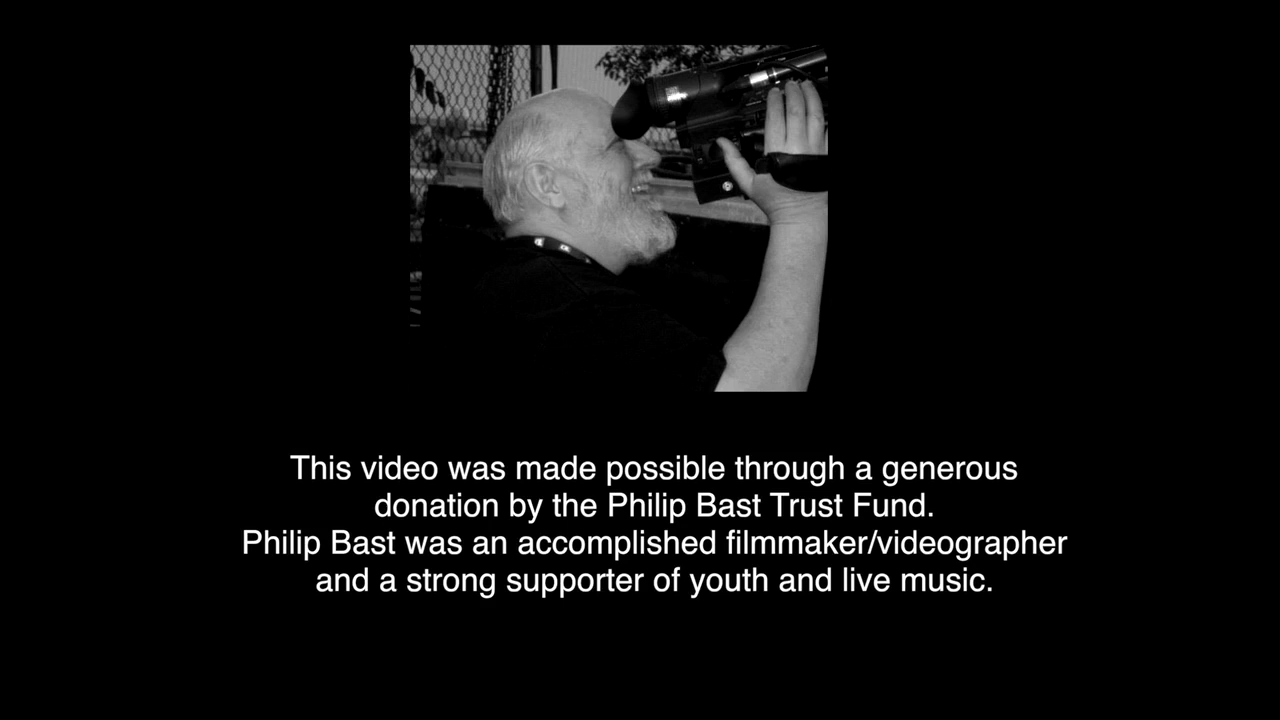 This video was made possible through a generous
donation by the Philip Bast Trust Fund.
Philip Bast was an accomplished filmmaker/videographer
and a strong supporter of youth and live music.